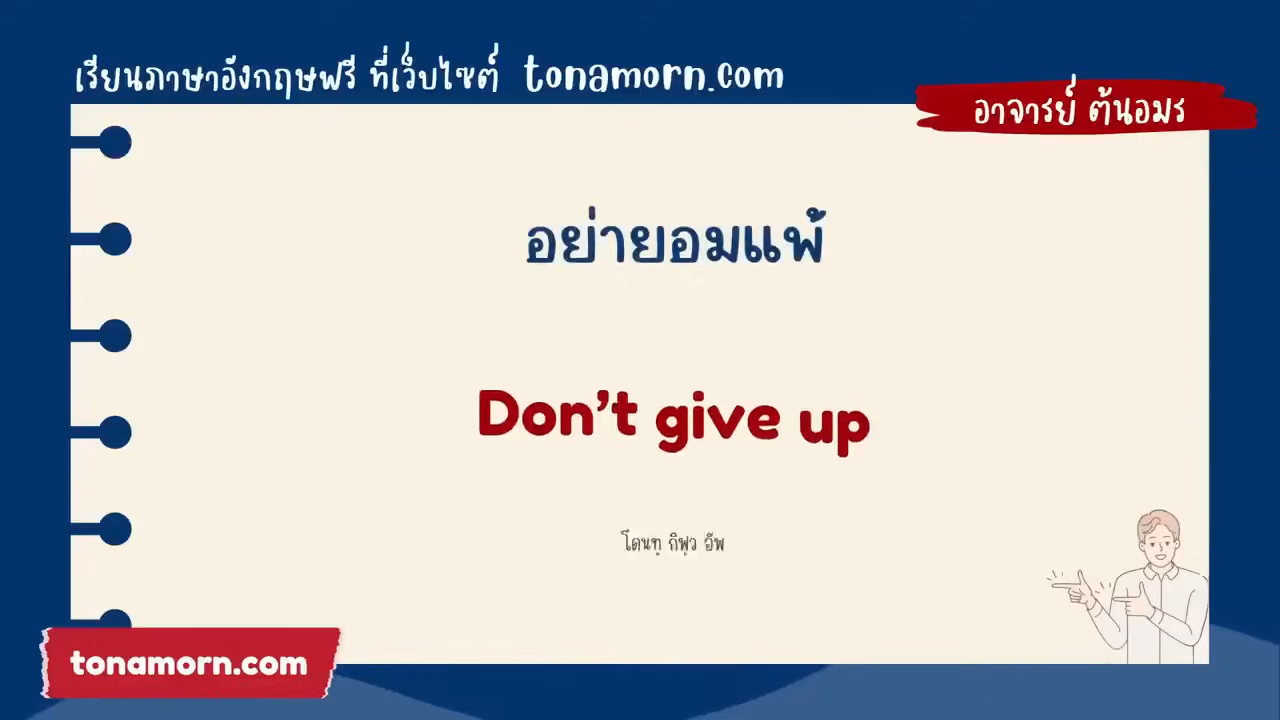 เรียนภาษาอังกฤษฟรี ที่เว็บไซต์ tonamorn.com
อาจารย์ ต้นอมร
อย่ายอมแพ้
Don't give up
โดนทฺ กิฟฺว อัพ
tonamorn.com